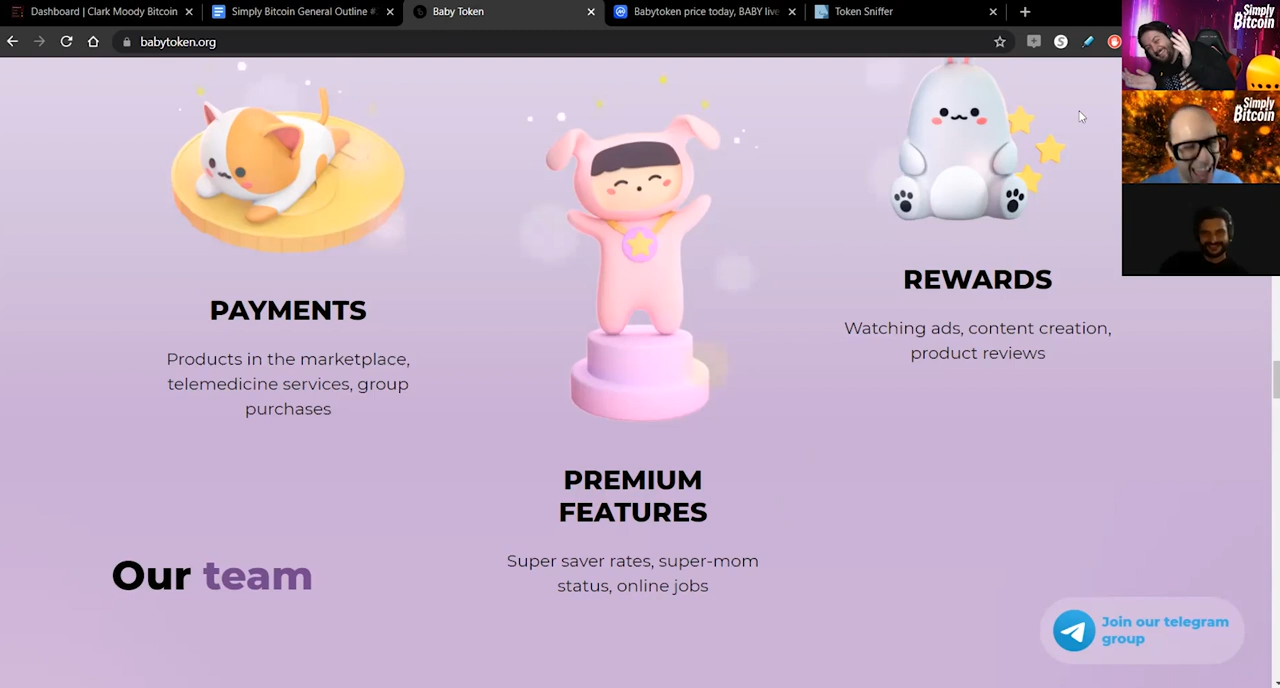 Dashboard | Clark Moody Bitcoin
Simply Bitcoin General Outline #
Baby Token
Babytoken price today, BABY live
Token Sniffer
babytoken.org
Simply
Bitcoin
Simply
Bitcoin
PAYMENTS
Products in the marketplace,
telemedicine services, group
purchases
PREMIUM
FEATURES
Super saver rates, super-mom
status, online jobs
REWARDS
Watching ads, content creation,
product reviews
Our team
Join our telegram
group